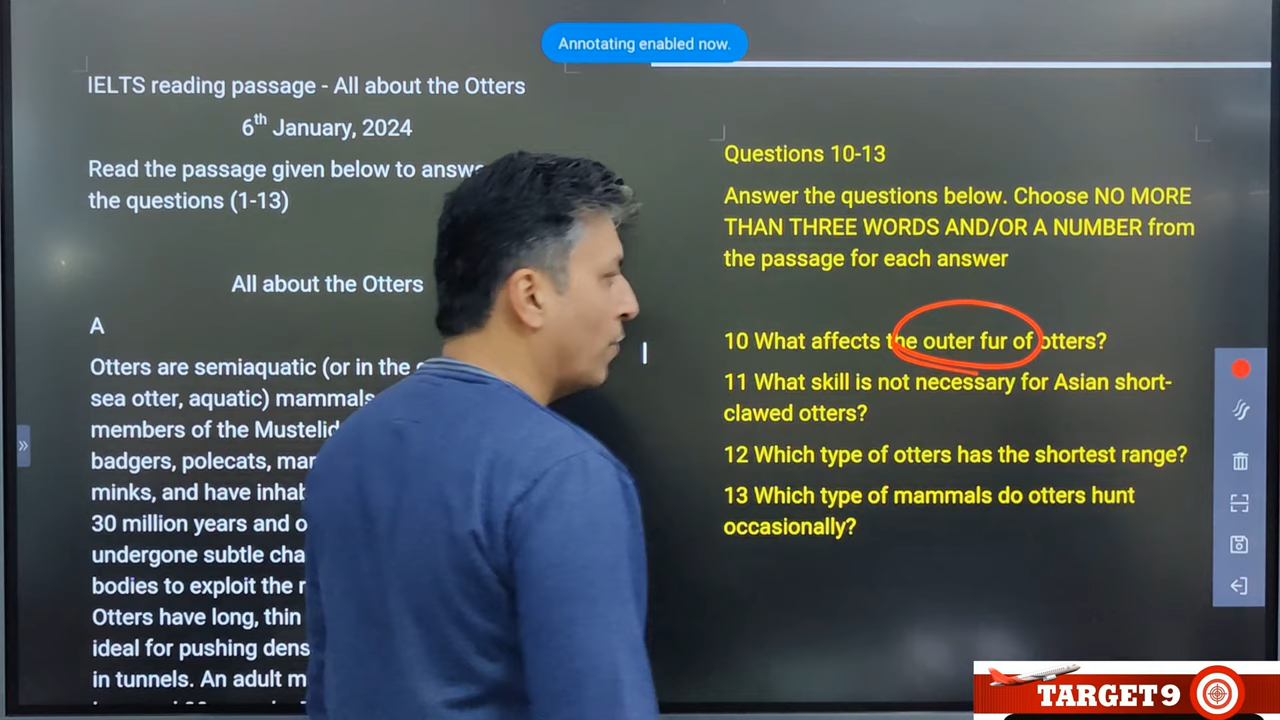 Annotating enabled now.
IELTS reading passage - All about the Otters
6th January, 2024
Read the passage given below to answe
the questions (1-13)
All about the Otters
A
Otters are semiaquatic (or in the
sea otter, aquatic) mammals
members of the Mustelid
badgers, polecats, mar
minks, and have inhab
30 million years and o
undergone subtle cha
bodies to exploit the r
Otters have long, thin
ideal for pushing dens
in tunnels. An adult m
Questions 10-13
Answer the questions below. Choose NO MORE
THAN THREE WORDS AND/OR A NUMBER from
the passage for each answer
10 What affects the outer fur of otters?
11 What skill is not necessary for Asian short-
clawed otters?
12 Which type of otters has the shortest range?
13 Which type of mammals do otters hunt
occasionally?
TARGET9